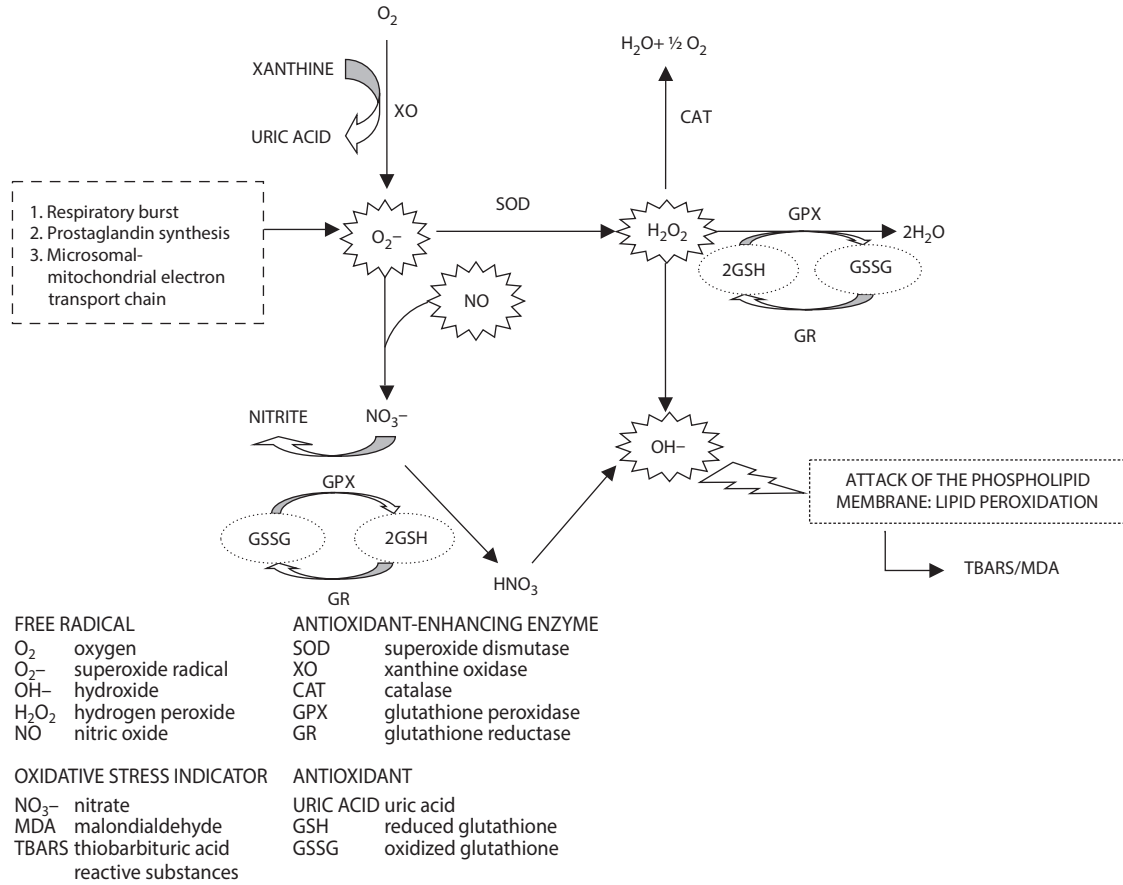 O₂
H₂O+ ½ O₂
XANTHINE
XO
CAT
URIC ACID
1. Respiratory burst
2. Prostaglandin synthesis
3. Microsomal-
mitochondrial electron
transport chain
O₂–
SOD
H₂O₂
GPX
2H₂O
2GSH
GSSG
GR
NO
NITRITE
NO₃–
OH–
GPX
GSSG
2GSH
GR
HNO₃
ATTACK OF THE PHOSPHOLIPID
MEMBRANE: LIPID PEROXIDATION
TBARS/MDA
FREE RADICAL
O₂ oxygen
O₂– superoxide radical
OH– hydroxide
H₂O₂ hydrogen peroxide
NO nitric oxide
ANTIOXIDANT-ENHANCING ENZYME
SOD superoxide dismutase
XO xanthine oxidase
CAT catalase
GPX glutathione peroxidase
GR glutathione reductase
OXIDATIVE STRESS INDICATOR
NO₃– nitrate
MDA malondialdehyde
TBARS thiobarbituric acid
reactive substances
ANTIOXIDANT
URIC ACID uric acid
GSH reduced glutathione
GSSG oxidized glutathione